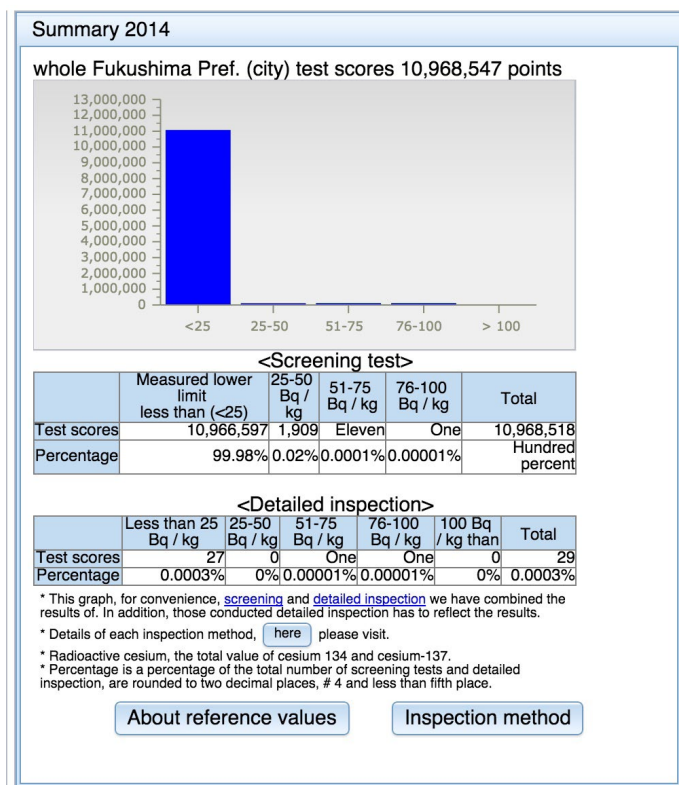 Summary 2014
whole Fukushima Pref. (city) test scores 10,968,547 points
13,000,000
12,000,000
11,000,000
10,000,000
9,000,000
8,000,000
7,000,000
6,000,000
5,000,000
4,000,000
3,000,000
2,000,000
1,000,000
0
<25 25-50 51-75 76-100 > 100
<Screening test>
Measured lower limit less than (<25) 25-50 Bq / kg 51-75 Bq / kg 76-100 Bq / kg Total
Test scores 10,966,597 1,909 Eleven One 10,968,518
Percentage 99.98% 0.02% 0.0001% 0.00001% Hundred percent
<Detailed inspection>
Less than 25 Bq / kg 25-50 Bq / kg 51-75 Bq / kg 76-100 Bq / kg 100 Bq / kg than Total
Test scores 27 0 One One 0 29
Percentage 0.0003% 0% 0.00001% 0.00001% 0% 0.0003%
* This graph, for convenience, screening and detailed inspection we have combined the
results of. In addition, those conducted detailed inspection has to reflect the results.
* Details of each inspection method, here please visit.
* Radioactive cesium, the total value of cesium 134 and cesium-137.
* Percentage is a percentage of the total number of screening tests and detailed
inspection, are rounded to two decimal places, # 4 and less than fifth place.
About reference values Inspection method